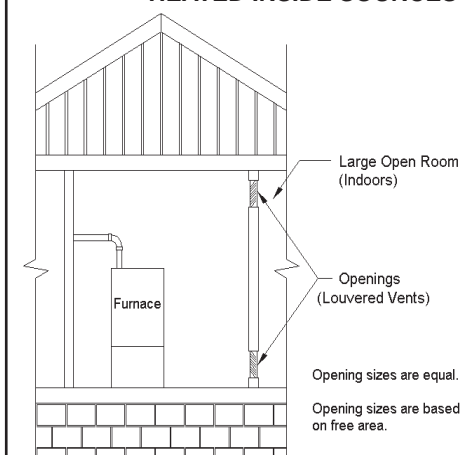 HEATED INSIDE SOURCES
Large Open Room
(Indoors)
Furnace
Openings
(Louvered Vents)
Opening sizes are equal.
Opening sizes are based
on free area.